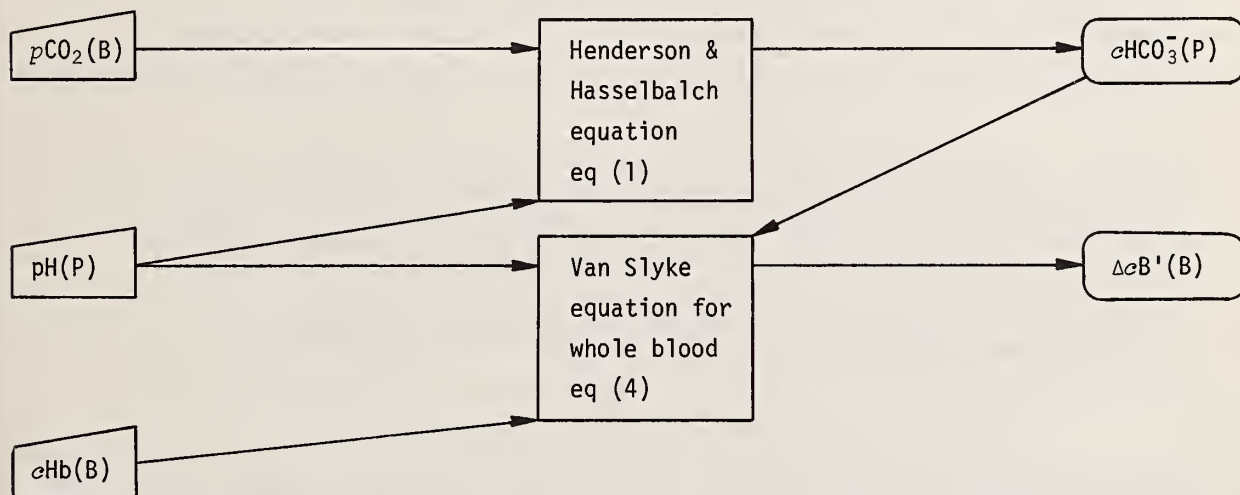 pCO₂(B)
Henderson &
Hasselbalch
equation
eq (1)
cHCO₃⁻(P)
pH(P)
Van Slyke
equation for
whole blood
eq (4)
ΔcB'(B)
cHb(B)